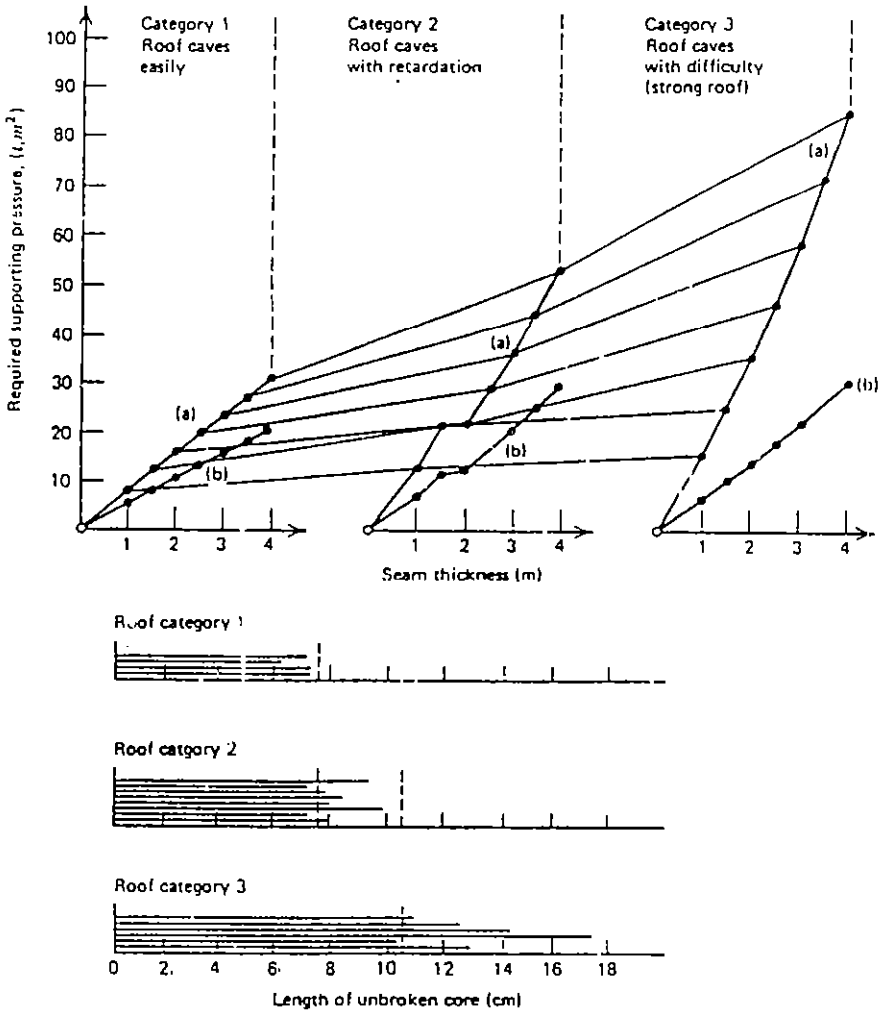 Category 1
Roof caves
easily
Category 2
Roof caves
with retardation
Category 3
Roof caves
with difficulty
(strong roof)
Required supporting pressure, (t,m²)
100
90
80
70
60
50
40
30
20
10
(a)
(b)
(a)
(b)
(a)
(b)
1 2 3 4
1 2 3 4
1 2 3 4
Seam thickness (m)
Roof category 1
Roof catgory 2
Roof category 3
0 2 4 6 8 10 12 14 16 18
Length of unbroken core (cm)